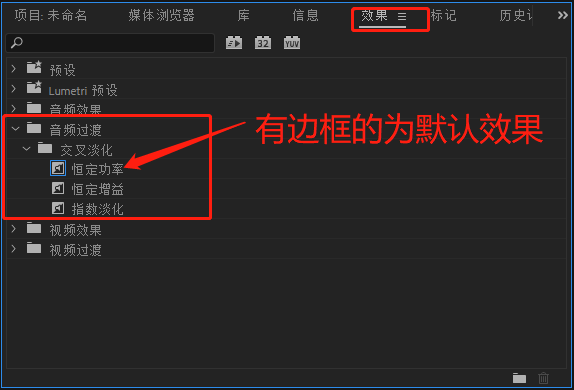 项目: 未命名 媒体浏览器 库 信息 效果 标记 历史记
32 YUV
预设
Lumetri 预设
音频效果
音频过渡
有边框的为默认效果
交叉淡化
恒定功率
恒定增益
指数淡化
视频效果
视频过渡